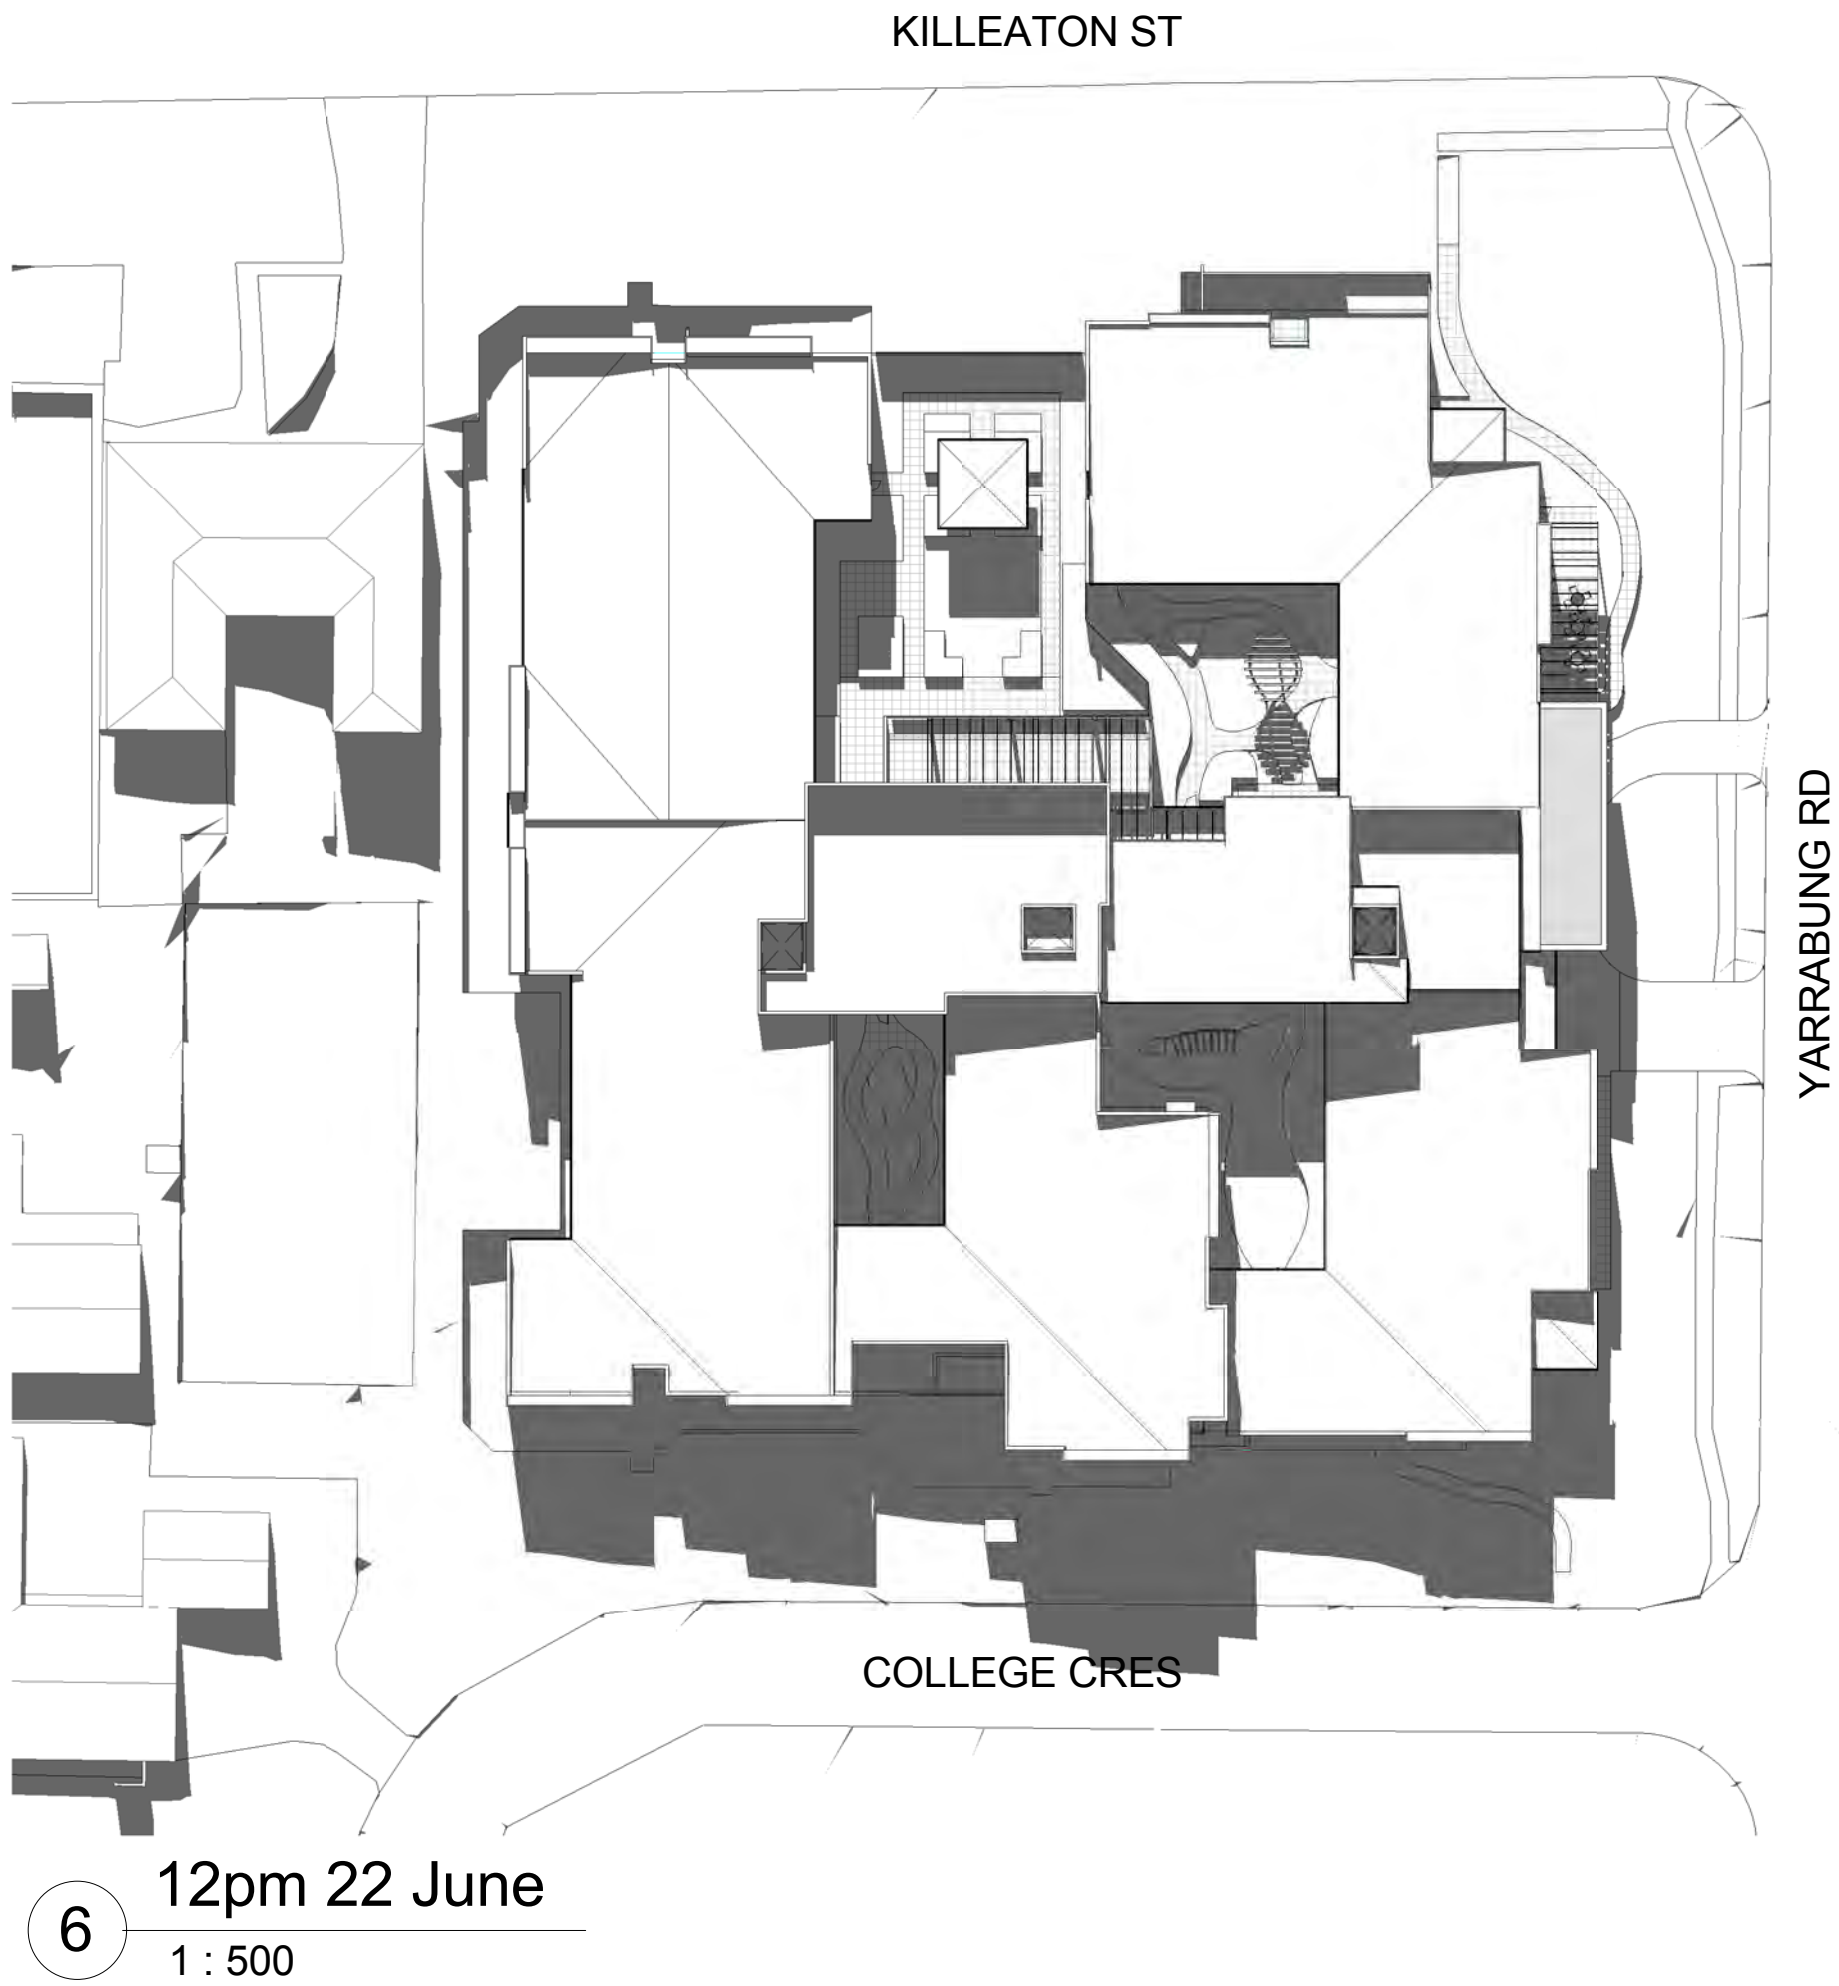 KILLEATON ST
YARRABUNG RD
COLLEGE CRES
12pm 22 June
6
1 : 500